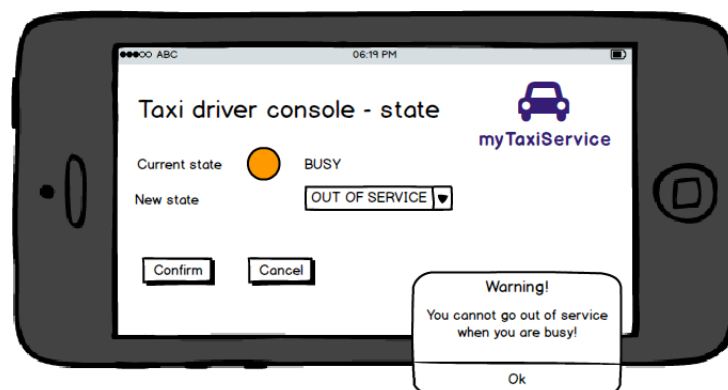 ABC 06:19 PM
Taxi driver console - state
myTaxiService
Current state BUSY
New state OUT OF SERVICE
Confirm Cancel
Warning!
You cannot go out of service
when you are busy!
Ok